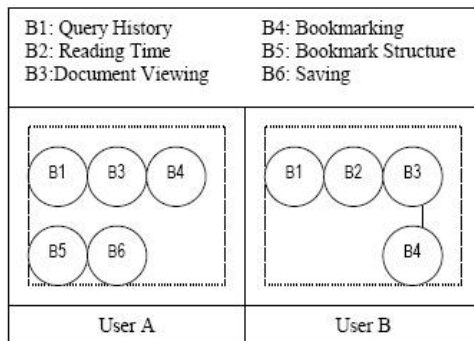 B1: Query History B4: Bookmarking
B2: Reading Time B5: Bookmark Structure
B3:Document Viewing B6: Saving
B1 B3 B4 B1 B2 B3
B5 B6 B4
User A User B